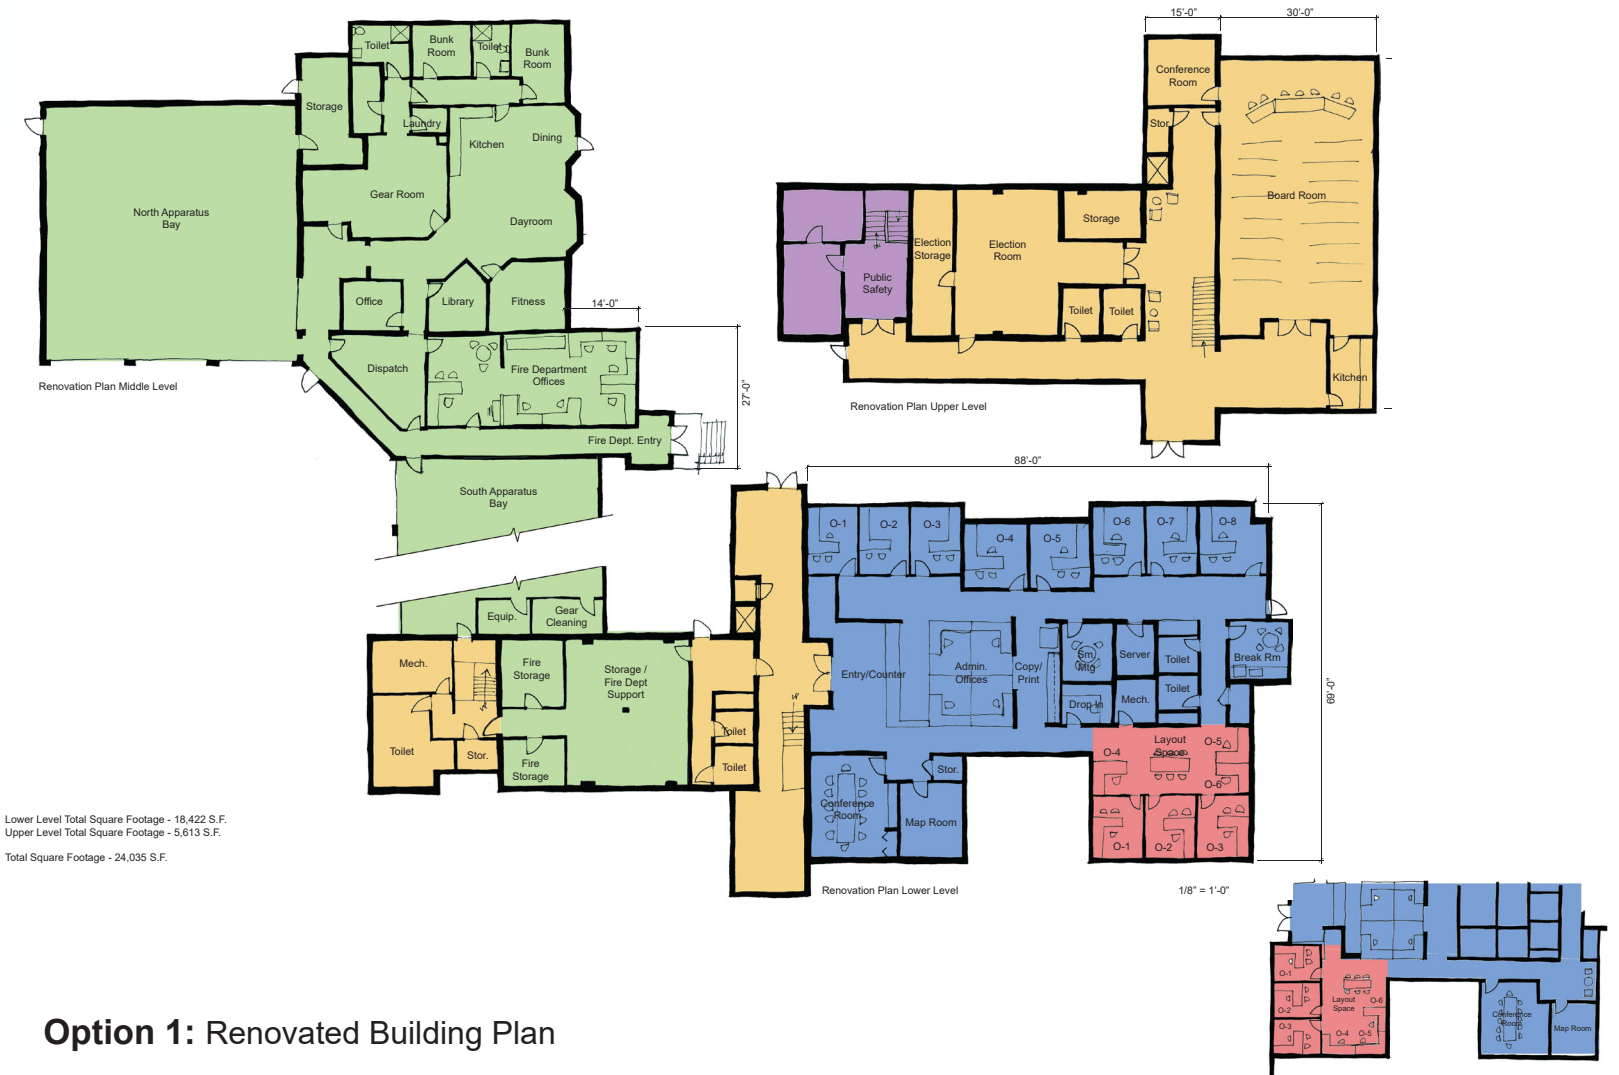 15'-0"
30'-0"
Toilet
Bunk
Room
Toilet
Bunk
Room
Storage
Laundry
Kitchen
Dining
Gear Room
North Apparatus
Bay
Dayroom
Office
Library
Fitness
14'-0"
Dispatch
Fire Department
Offices
27'-0"
Renovation Plan Middle Level
Fire Dept. Entry
South Apparatus
Bay
Conference
Room
Stor.
Board Room
Storage
Election
Storage
Election
Room
Public
Safety
Toilet
Toilet
Kitchen
Renovation Plan Upper Level
88'-0"
O-1
O-2
O-3
O-4
O-5
O-6
O-7
O-8
Equip.
Gear
Cleaning
Mech.
Fire
Storage
Storage /
Fire Dept
Support
Toilet
Stor.
Fire
Storage
Toilet
Toilet
Entry/Counter
Admin.
Offices
Copy/
Print
Sm.
Mtg
Server
Toilet
Break Rm
Drop In
Mech.
Toilet
69'-0"
Layout
Space
O-4
O-5
O-6
O-1
O-2
O-3
Conference
Room
Stor.
Map Room
Lower Level Total Square Footage - 18,422 S.F.
Upper Level Total Square Footage - 5,613 S.F.
Total Square Footage - 24,035 S.F.
Renovation Plan Lower Level
1/8" = 1'-0"
O-1
O-2
O-3
Layout
Space
O-6
O-4
O-5
Conference
Room
Map Room
Option 1: Renovated Building Plan